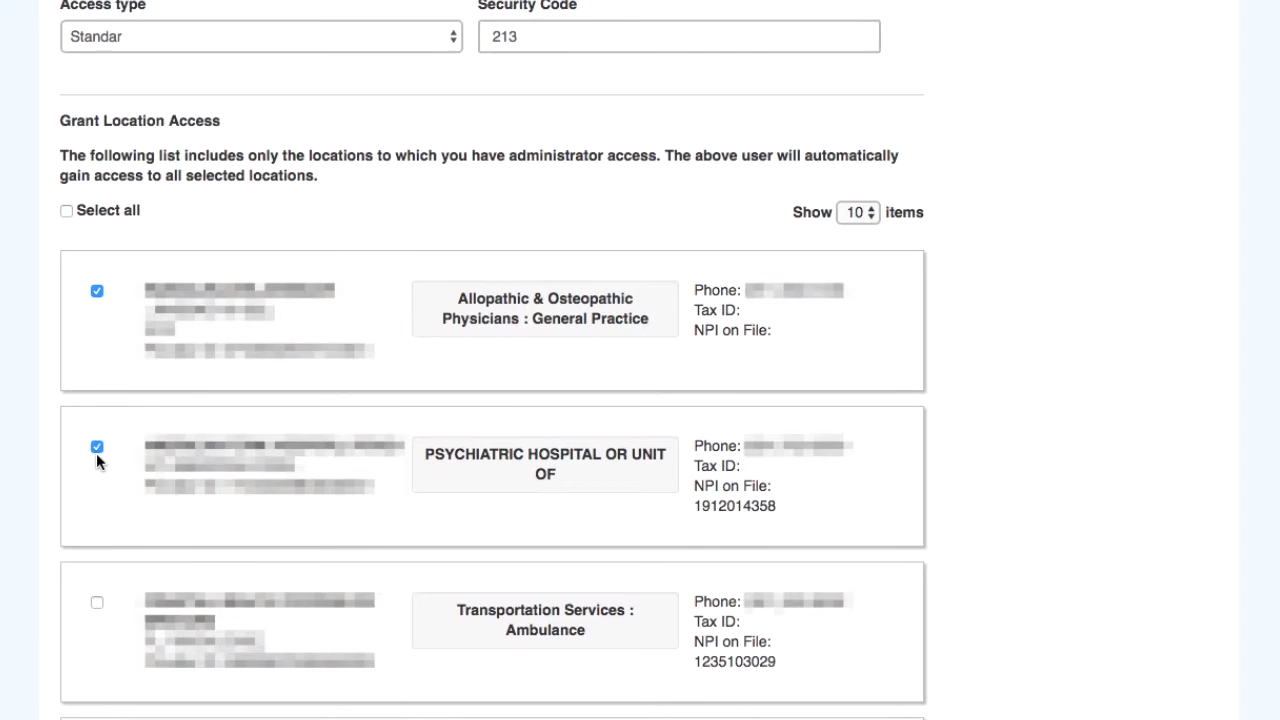 Access type
Security Code
Standar
213
Grant Location Access
The following list includes only the locations to which you have administrator access. The above user will automatically
gain access to all selected locations.
Select all
Show 10 items
Allopathic & Osteopathic
Physicians : General Practice
Phone:
Tax ID:
NPI on File:
PSYCHIATRIC HOSPITAL OR UNIT
OF
Phone:
Tax ID:
NPI on File:
1912014358
Transportation Services :
Ambulance
Phone:
Tax ID:
NPI on File:
1235103029